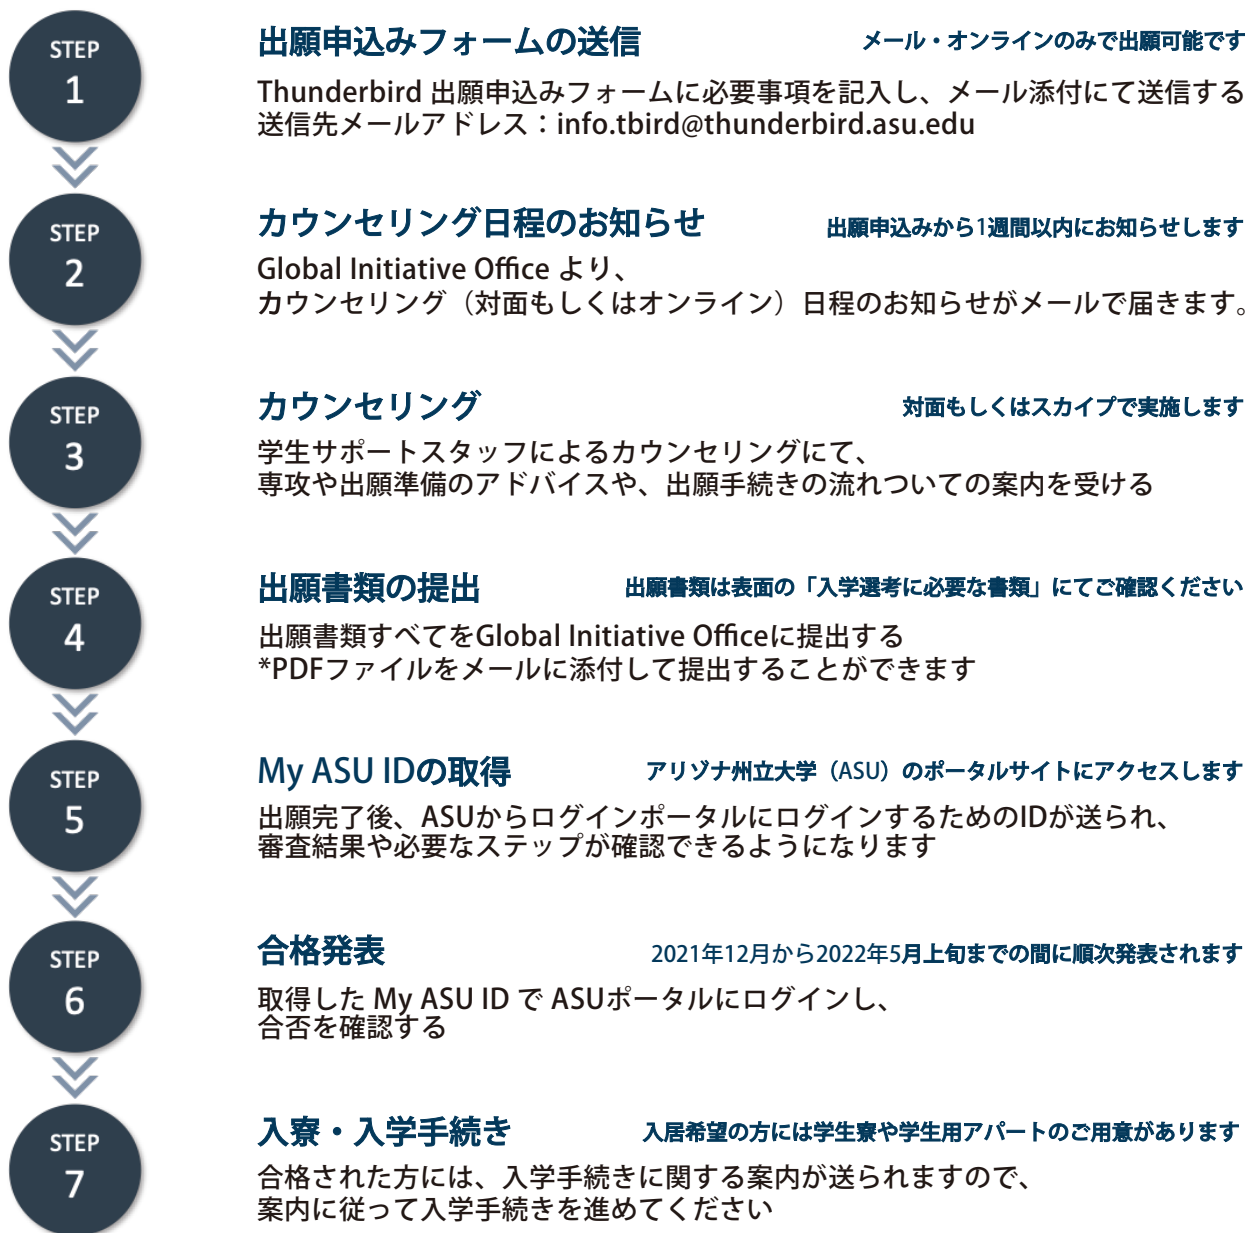 STEP
1
出願申込みフォームの送信 メール・オンラインのみで出願可能です
Thunderbird 出願申込みフォームに必要事項を記入し、メール添付にて送信する
送信先メールアドレス：info.tbird@thunderbird.asu.edu
STEP
2
カウンセリング日程のお知らせ 出願申込みから1週間以内にお知らせします
Global Initiative Office より、
カウンセリング（対面もしくはオンライン）日程のお知らせがメールで届きます。
STEP
3
カウンセリング 対面もしくはスカイプで実施します
学生サポートスタッフによるカウンセリングにて、
専攻や出願準備のアドバイスや、出願手続きの流れついての案内を受ける
STEP
4
出願書類の提出 出願書類は表面の「入学選考に必要な書類」にてご確認ください
出願書類すべてをGlobal Initiative Officeに提出する
*PDFファイルをメールに添付して提出することができます
STEP
5
My ASU IDの取得 アリゾナ州立大学（ASU）のポータルサイトにアクセスします
出願完了後、ASUからログインポータルにログインするためのIDが送られ、
審査結果や必要なステップが確認できるようになります
STEP
6
合格発表 2021年12月から2022年5月上旬までの間に順次発表されます
取得した My ASU ID で ASUポータルにログインし、
合否を確認する
STEP
7
入寮・入学手続き 入居希望の方には学生寮や学生用アパートのご用意があります
合格された方には、入学手続きに関する案内が送られますので、
案内に従って入学手続きを進めてください